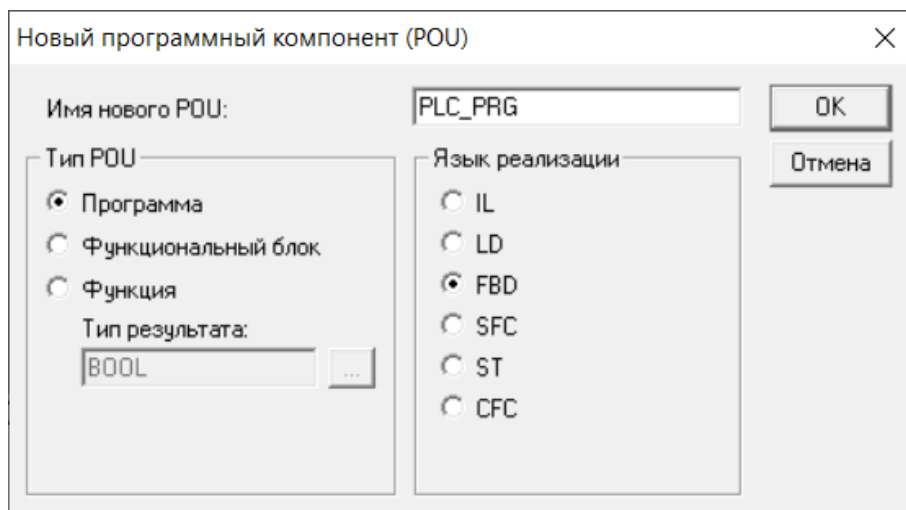 Новый программный компонент (POU)
Имя нового POU:
PLC_PRG
OK
Отмена
Тип POU
Программа
Функциональный блок
Функция
Тип результата:
BOOL
...
Язык реализации
IL
LD
FBD
SFC
ST
CFC